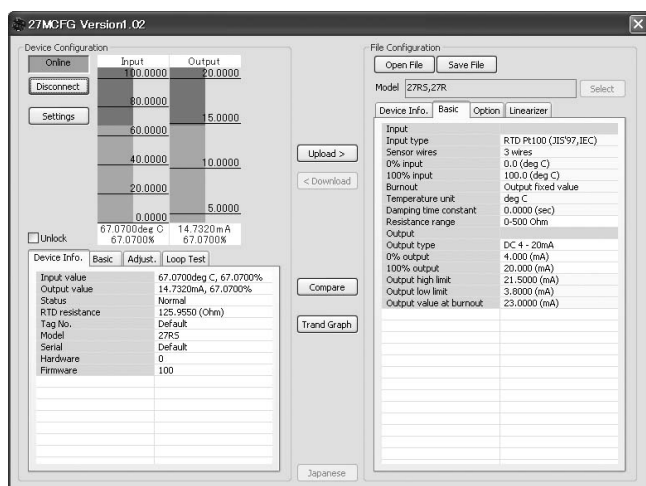 27MCFG Version1.02
Device Configuration
Online
Disconnect
Settings
Input Output
100.0000 20.0000
80.0000
15.0000
60.0000
40.0000 10.0000
20.0000
5.0000
0.0000
67.0700deg C 14.7320mA
67.0700% 67.0700%
Unlock
Device Info. Basic Adjust. Loop Test
Input value 67.0700deg C, 67.0700%
Output value 14.7320mA, 67.0700%
Status Normal
RTD resistance 125.9550 (Ohm)
Tag No. Default
Model 27RS
Serial Default
Hardware 0
Firmware 100
Upload >
< Download
Compare
Trand Graph
Japanese
File Configuration
Open File Save File
Model 27RS,27R Select
Device Info. Basic Option Linearizer
Input
Input type RTD Pt100 (JIS'97,IEC)
Sensor wires 3 wires
0% input 0.0 (deg C)
100% input 100.0 (deg C)
Burnout Output fixed value
Temperature unit deg C
Damping time constant 0.0000 (sec)
Resistance range 0-500 Ohm
Output
Output type DC 4 - 20mA
0% output 4.000 (mA)
100% output 20.000 (mA)
Output high limit 21.5000 (mA)
Output low limit 3.8000 (mA)
Output value at burnout 23.0000 (mA)